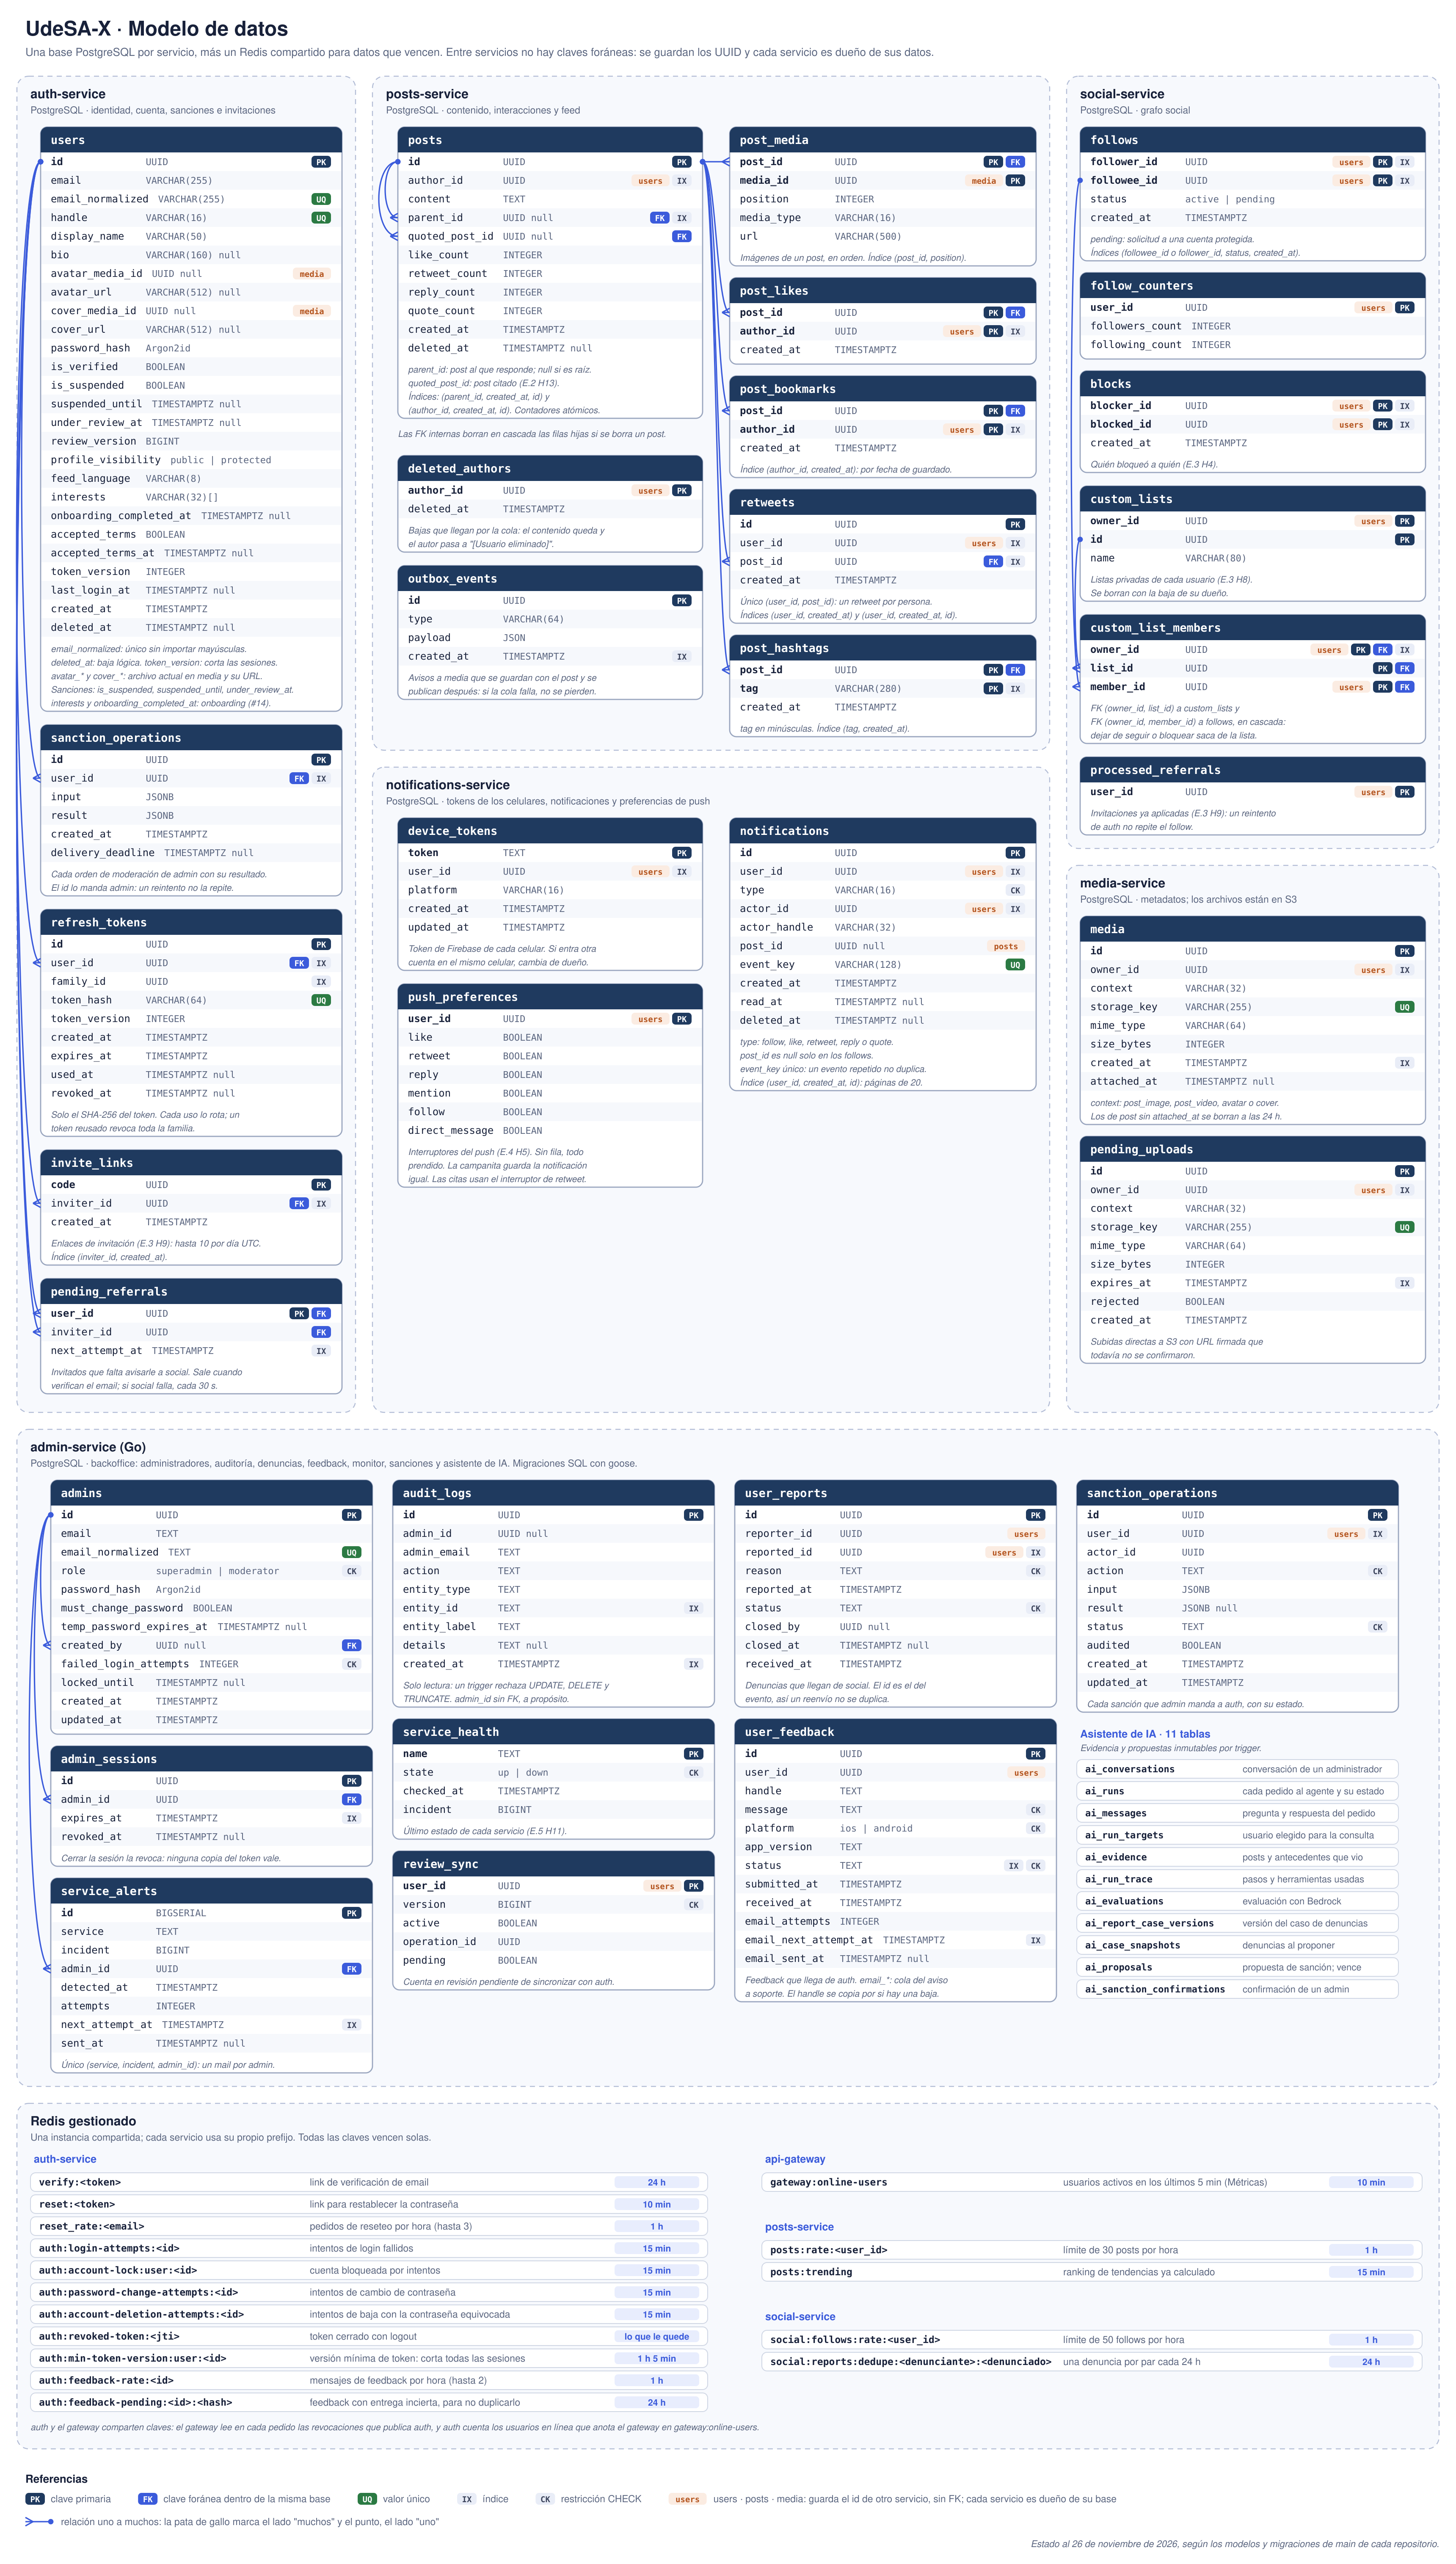 UdeSA-X · Modelo de datos
Una base PostgreSQL por servicio, más un Redis compartido para datos que vencen. Entre servicios no hay claves foráneas: se guardan los UUID y cada servicio es dueño de sus datos.
auth-service
PostgreSQL · identidad, cuenta, sanciones e invitaciones
users
id UUID PK
email VARCHAR(255)
email_normalized VARCHAR(255) UQ
handle VARCHAR(16) UQ
display_name VARCHAR(50)
bio VARCHAR(160) null
avatar_media_id UUID null media
avatar_url VARCHAR(512) null
cover_media_id UUID null media
cover_url VARCHAR(512) null
password_hash Argon2id
is_verified BOOLEAN
is_suspended BOOLEAN
suspended_until TIMESTAMPTZ null
under_review_at TIMESTAMPTZ null
review_version BIGINT
profile_visibility public | protected
feed_language VARCHAR(8)
interests VARCHAR(32)[]
onboarding_completed_at TIMESTAMPTZ null
accepted_terms BOOLEAN
accepted_terms_at TIMESTAMPTZ null
token_version INTEGER
last_login_at TIMESTAMPTZ null
created_at TIMESTAMPTZ
deleted_at TIMESTAMPTZ null
email_normalized: único sin importar mayúsculas.
deleted_at: baja lógica. token_version: corta las sesiones.
avatar_* y cover_*: archivo actual en media y su URL.
Sanciones: is_suspended, suspended_until, under_review_at.
interests y onboarding_completed_at: onboarding (#14).
sanction_operations
id UUID PK
user_id UUID FK IX
input JSONB
result JSONB
created_at TIMESTAMPTZ
delivery_deadline TIMESTAMPTZ null
Cada orden de moderación de admin con su resultado.
El id lo manda admin: un reintento no la repite.
refresh_tokens
id UUID PK
user_id UUID FK IX
family_id UUID IX
token_hash VARCHAR(64) UQ
token_version INTEGER
created_at TIMESTAMPTZ
expires_at TIMESTAMPTZ
used_at TIMESTAMPTZ null
revoked_at TIMESTAMPTZ null
Solo el SHA-256 del token. Cada uso lo rota; un
token reusado revoca toda la familia.
invite_links
code UUID PK
inviter_id UUID FK IX
created_at TIMESTAMPTZ
Enlaces de invitación (E.3 H9): hasta 10 por día UTC.
Índice (inviter_id, created_at).
pending_referrals
user_id UUID PK FK
inviter_id UUID FK
next_attempt_at TIMESTAMPTZ IX
Invitados que falta avisarle a social. Sale cuando
verifican el email; si social falla, cada 30 s.
posts-service
PostgreSQL · contenido, interacciones y feed
posts
id UUID PK
author_id UUID users IX
content TEXT
parent_id UUID null FK IX
quoted_post_id UUID null FK
like_count INTEGER
retweet_count INTEGER
reply_count INTEGER
quote_count INTEGER
created_at TIMESTAMPTZ
deleted_at TIMESTAMPTZ null
parent_id: post al que responde; null si es raíz.
quoted_post_id: post citado (E.2 H13).
Índices: (parent_id, created_at, id) y
(author_id, created_at, id). Contadores atómicos.
Las FK internas borran en cascada las filas hijas si se borra un post.
deleted_authors
author_id UUID users PK
deleted_at TIMESTAMPTZ
Bajas que llegan por la cola: el contenido queda y
el autor pasa a "[Usuario eliminado]".
outbox_events
id UUID PK
type VARCHAR(64)
payload JSON
created_at TIMESTAMPTZ IX
Avisos a media que se guardan con el post y se
publican después: si la cola falla, no se pierden.
post_media
post_id UUID PK FK
media_id UUID media PK
position INTEGER
media_type VARCHAR(16)
url VARCHAR(500)
Imágenes de un post, en orden. Índice (post_id, position).
post_likes
post_id UUID PK FK
author_id UUID users PK IX
created_at TIMESTAMPTZ
post_bookmarks
post_id UUID PK FK
author_id UUID users PK IX
created_at TIMESTAMPTZ
Índice (author_id, created_at): por fecha de guardado.
retweets
id UUID PK
user_id UUID users IX
post_id UUID FK IX
created_at TIMESTAMPTZ
Único (user_id, post_id): un retweet por persona.
Índices (user_id, created_at) y (user_id, created_at, id).
post_hashtags
post_id UUID PK FK
tag VARCHAR(280) PK IX
created_at TIMESTAMPTZ
tag en minúsculas. Índice (tag, created_at).
social-service
PostgreSQL · grafo social
follows
follower_id UUID users PK IX
followee_id UUID users PK IX
status active | pending
created_at TIMESTAMPTZ
pending: solicitud a una cuenta protegida.
Índices (followee_id o follower_id, status, created_at).
follow_counters
user_id UUID users PK
followers_count INTEGER
following_count INTEGER
blocks
blocker_id UUID users PK IX
blocked_id UUID users PK IX
created_at TIMESTAMPTZ
Quién bloqueó a quién (E.3 H4).
custom_lists
owner_id UUID users PK
id UUID PK
name VARCHAR(80)
Listas privadas de cada usuario (E.3 H8).
Se borran con la baja de su dueño.
custom_list_members
owner_id UUID users PK FK IX
list_id UUID PK FK
member_id UUID users PK FK
FK (owner_id, list_id) a custom_lists y
FK (owner_id, member_id) a follows, en cascada:
dejar de seguir o bloquear saca de la lista.
processed_referrals
user_id UUID users PK
Invitaciones ya aplicadas (E.3 H9): un reintento
de auth no repite el follow.
notifications-service
PostgreSQL · tokens de los celulares, notificaciones y preferencias de push
device_tokens
token TEXT PK
user_id UUID users IX
platform VARCHAR(16)
created_at TIMESTAMPTZ
updated_at TIMESTAMPTZ
Token de Firebase de cada celular. Si entra otra
cuenta en el mismo celular, cambia de dueño.
push_preferences
user_id UUID users PK
like BOOLEAN
retweet BOOLEAN
reply BOOLEAN
mention BOOLEAN
follow BOOLEAN
direct_message BOOLEAN
Interruptores del push (E.4 H5). Sin fila, todo
prendido. La campanita guarda la notificación
igual. Las citas usan el interruptor de retweet.
notifications
id UUID PK
user_id UUID users IX
type VARCHAR(16) CK
actor_id UUID users IX
actor_handle VARCHAR(32)
post_id UUID null posts
event_key VARCHAR(128) UQ
created_at TIMESTAMPTZ
read_at TIMESTAMPTZ null
deleted_at TIMESTAMPTZ null
type: follow, like, retweet, reply o quote.
post_id es null solo en los follows.
event_key único: un evento repetido no duplica.
Índice (user_id, created_at, id): páginas de 20.
media-service
PostgreSQL · metadatos; los archivos están en S3
media
id UUID PK
owner_id UUID users IX
context VARCHAR(32)
storage_key VARCHAR(255) UQ
mime_type VARCHAR(64)
size_bytes INTEGER
created_at TIMESTAMPTZ IX
attached_at TIMESTAMPTZ null
context: post_image, post_video, avatar o cover.
Los de post sin attached_at se borran a las 24 h.
pending_uploads
id UUID PK
owner_id UUID users IX
context VARCHAR(32)
storage_key VARCHAR(255) UQ
mime_type VARCHAR(64)
size_bytes INTEGER
expires_at TIMESTAMPTZ IX
rejected BOOLEAN
created_at TIMESTAMPTZ
Subidas directas a S3 con URL firmada que
todavía no se confirmaron.
admin-service (Go)
PostgreSQL · backoffice: administradores, auditoría, denuncias, feedback, monitor, sanciones y asistente de IA. Migraciones SQL con goose.
admins
id UUID PK
email TEXT
email_normalized TEXT UQ
role superadmin | moderator CK
password_hash Argon2id
must_change_password BOOLEAN
temp_password_expires_at TIMESTAMPTZ null
created_by UUID null FK
failed_login_attempts INTEGER CK
locked_until TIMESTAMPTZ null
created_at TIMESTAMPTZ
updated_at TIMESTAMPTZ
admin_sessions
id UUID PK
admin_id UUID FK
expires_at TIMESTAMPTZ IX
revoked_at TIMESTAMPTZ null
Cerrar la sesión la revoca: ninguna copia del token vale.
service_alerts
id BIGSERIAL PK
service TEXT
incident BIGINT
admin_id UUID FK
detected_at TIMESTAMPTZ
attempts INTEGER
next_attempt_at TIMESTAMPTZ IX
sent_at TIMESTAMPTZ null
Único (service, incident, admin_id): un mail por admin.
audit_logs
id UUID PK
admin_id UUID null
admin_email TEXT
action TEXT
entity_type TEXT
entity_id TEXT IX
entity_label TEXT
details TEXT null
created_at TIMESTAMPTZ IX
Solo lectura: un trigger rechaza UPDATE, DELETE y
TRUNCATE. admin_id sin FK, a propósito.
service_health
name TEXT PK
state up | down CK
checked_at TIMESTAMPTZ
incident BIGINT
Último estado de cada servicio (E.5 H11).
review_sync
user_id UUID users PK
version BIGINT CK
active BOOLEAN
operation_id UUID
pending BOOLEAN
Cuenta en revisión pendiente de sincronizar con auth.
user_reports
id UUID PK
reporter_id UUID users
reported_id UUID users IX
reason TEXT CK
reported_at TIMESTAMPTZ
status TEXT CK
closed_by UUID null
closed_at TIMESTAMPTZ null
received_at TIMESTAMPTZ
Denuncias que llegan de social. El id es el del
evento, así un reenvío no se duplica.
user_feedback
id UUID PK
user_id UUID users
handle TEXT
message TEXT CK
platform ios | android CK
app_version TEXT
status TEXT IX CK
submitted_at TIMESTAMPTZ
received_at TIMESTAMPTZ
email_attempts INTEGER
email_next_attempt_at TIMESTAMPTZ IX
email_sent_at TIMESTAMPTZ null
Feedback que llega de auth. email_*: cola del aviso
a soporte. El handle se copia por si hay una baja.
sanction_operations
id UUID PK
user_id UUID users IX
actor_id UUID
action TEXT CK
input JSONB
result JSONB null
status TEXT CK
audited BOOLEAN
created_at TIMESTAMPTZ
updated_at TIMESTAMPTZ
Cada sanción que admin manda a auth, con su estado.
Asistente de IA · 11 tablas
Evidencia y propuestas inmutables por trigger.
ai_conversations conversación de un administrador
ai_runs cada pedido al agente y su estado
ai_messages pregunta y respuesta del pedido
ai_run_targets usuario elegido para la consulta
ai_evidence posts y antecedentes que vio
ai_run_trace pasos y herramientas usadas
ai_evaluations evaluación con Bedrock
ai_report_case_versions versión del caso de denuncias
ai_case_snapshots denuncias al proponer
ai_proposals propuesta de sanción; vence
ai_sanction_confirmations confirmación de un admin
Redis gestionado
Una instancia compartida; cada servicio usa su propio prefijo. Todas las claves vencen solas.
auth-service
verify:<token> link de verificación de email 24 h
reset:<token> link para restablecer la contraseña 10 min
reset_rate:<email> pedidos de reseteo por hora (hasta 3) 1 h
auth:login-attempts:<id> intentos de login fallidos 15 min
auth:account-lock:user:<id> cuenta bloqueada por intentos 15 min
auth:password-change-attempts:<id> intentos de cambio de contraseña 15 min
auth:account-deletion-attempts:<id> intentos de baja con la contraseña equivocada 15 min
auth:revoked-token:<jti> token cerrado con logout lo que le quede
auth:min-token-version:user:<id> versión mínima de token: corta todas las sesiones 1 h 5 min
auth:feedback-rate:<id> mensajes de feedback por hora (hasta 2) 1 h
auth:feedback-pending:<id>:<hash> feedback con entrega incierta, para no duplicarlo 24 h
api-gateway
gateway:online-users usuarios activos en los últimos 5 min (Métricas) 10 min
posts-service
posts:rate:<user_id> límite de 30 posts por hora 1 h
posts:trending ranking de tendencias ya calculado 15 min
social-service
social:follows:rate:<user_id> límite de 50 follows por hora 1 h
social:reports:dedupe:<denunciante>:<denunciado> una denuncia por par cada 24 h 24 h
auth y el gateway comparten claves: el gateway lee en cada pedido las revocaciones que publica auth, y auth cuenta los usuarios en línea que anota el gateway en gateway:online-users.
Referencias
PK clave primaria FK clave foránea dentro de la misma base UQ valor único IX índice CK restricción CHECK users users · posts · media: guarda el id de otro servicio, sin FK; cada servicio es dueño de su base
relación uno a muchos: la pata de gallo marca el lado "muchos" y el punto, el lado "uno"
Estado al 26 de noviembre de 2026, según los modelos y migraciones de main de cada repositorio.